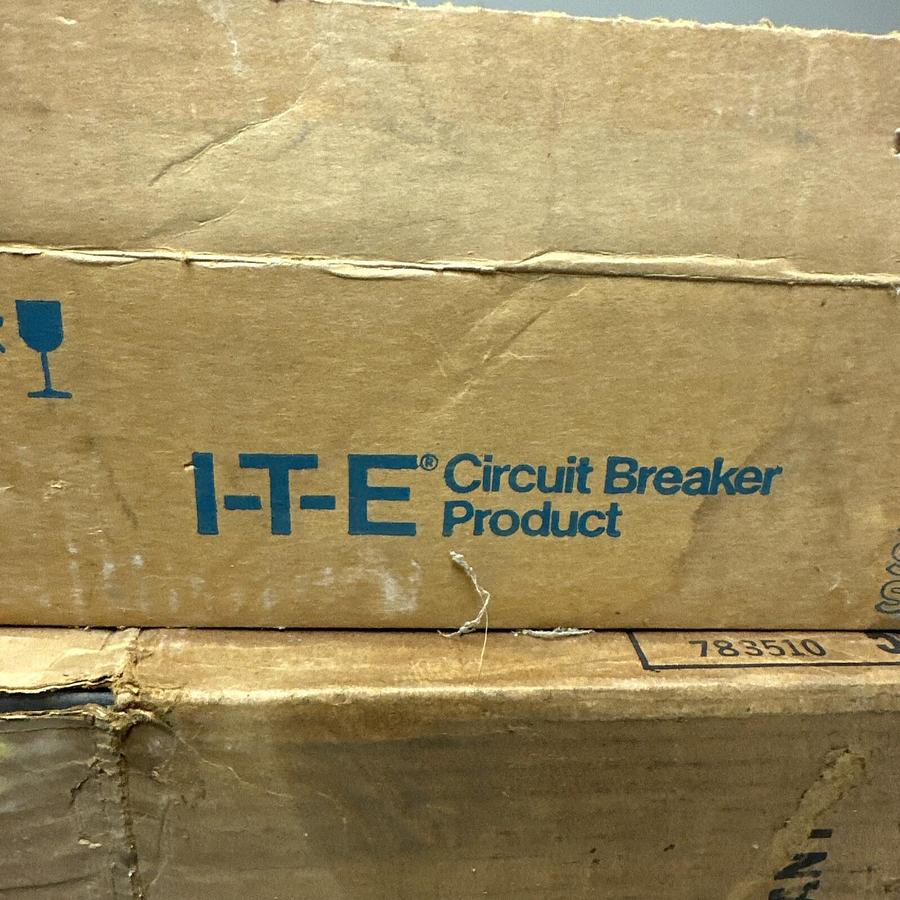 I-T-E® Circuit Breaker
Product
783510